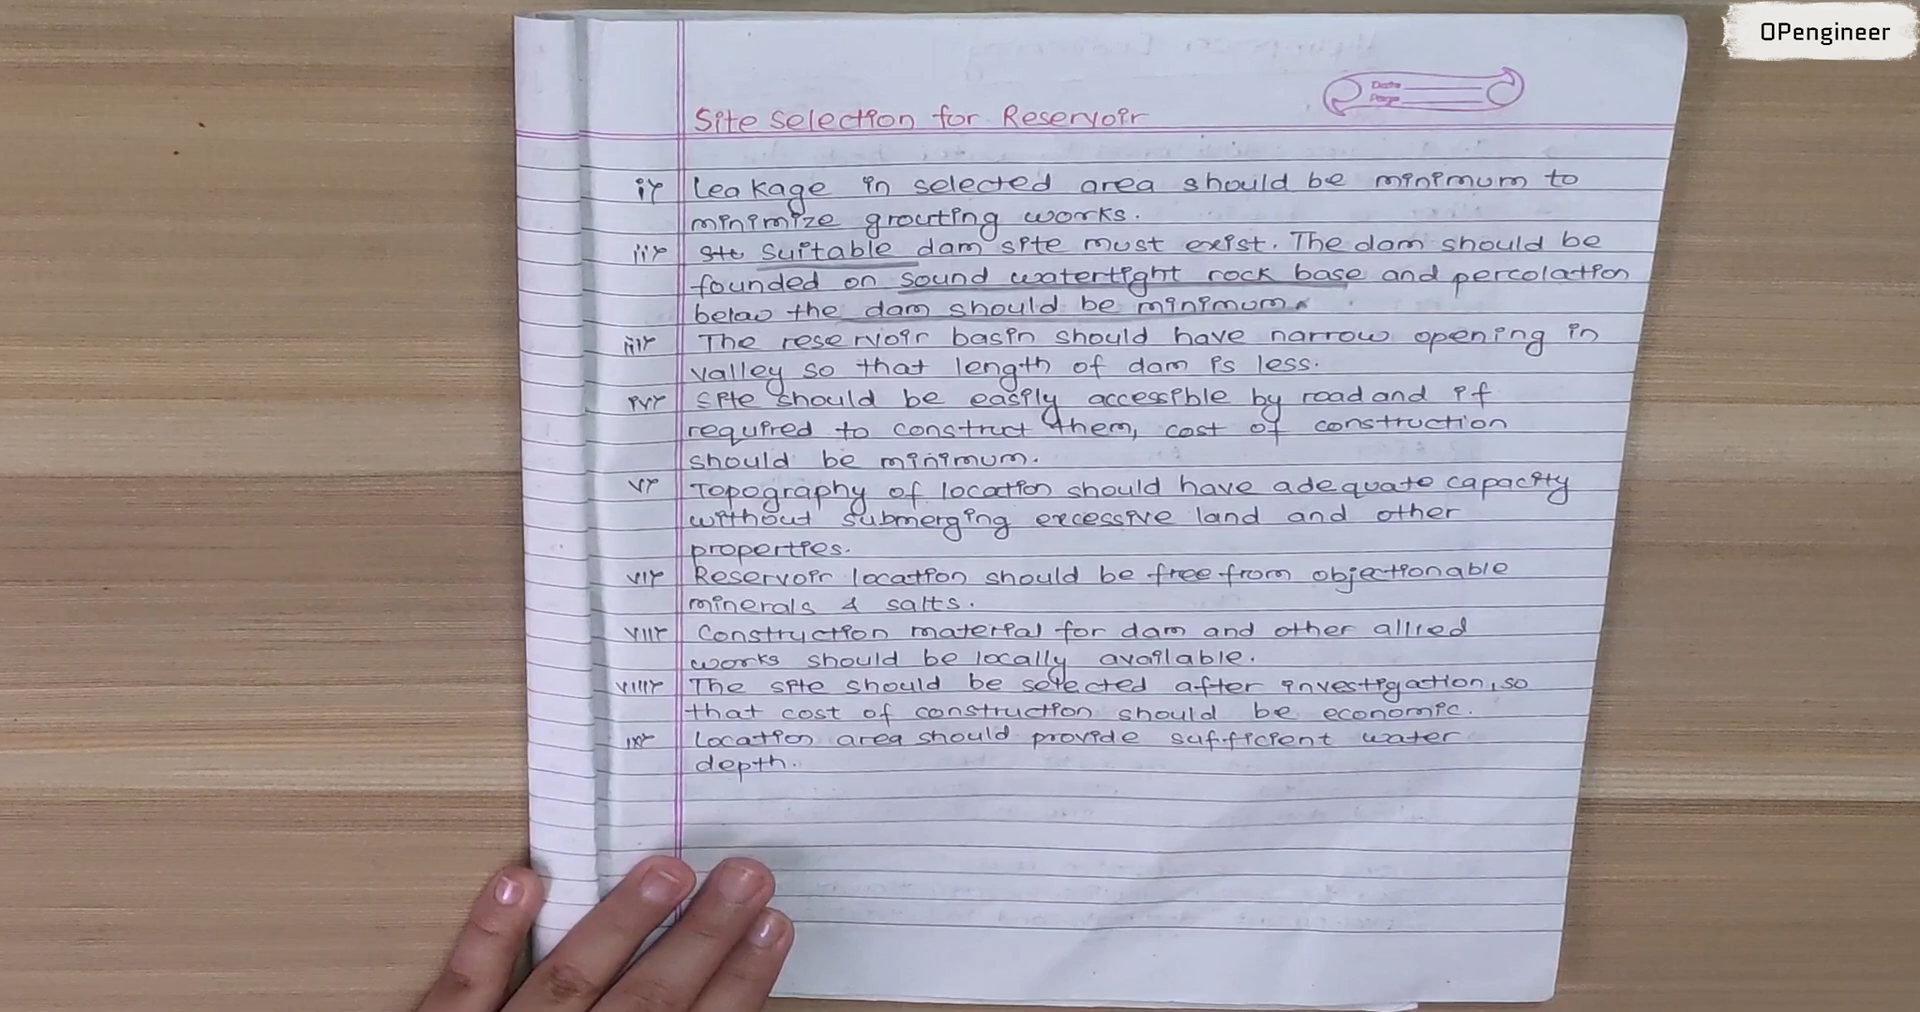 OPengineer
Date
Page
Site selection for Reservoir
i) Leakage in selected area should be minimum to
minimize grouting works.
ii) Suitable dam site must exist. The dam should be
founded on sound watertight rock base and percolation
below the dam should be minimum.
iii) The reservoir basin should have narrow opening in
valley so that length of dam is less.
iv) Site should be easily accessible by road and if
required to construct them, cost of construction
should be minimum.
v) Topography of location should have adequate capacity
without submerging excessive land and other
properties.
vi) Reservoir location should be free from objectionable
minerals & salts.
vii) Construction material for dam and other allied
works should be locally available.
viii) The site should be selected after investigation, so
that cost of construction should be economic.
ix) Location area should provide sufficient water
depth.